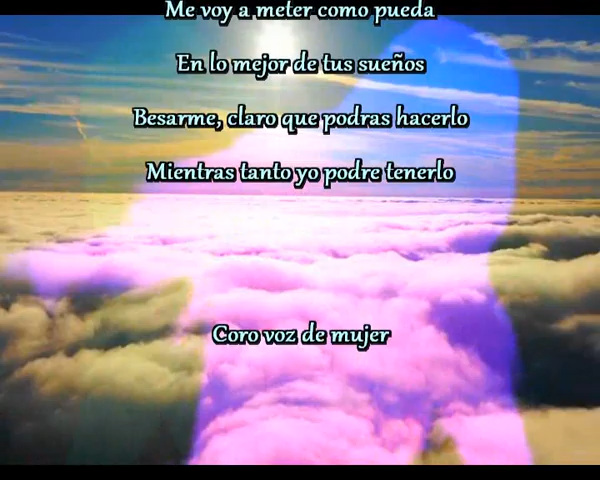 Me voy a meter como pueda
En lo mejor de tus sueños
Besarme, claro que podras hacerlo
Mientras tanto yo podre tenerlo
Coro voz de mujer